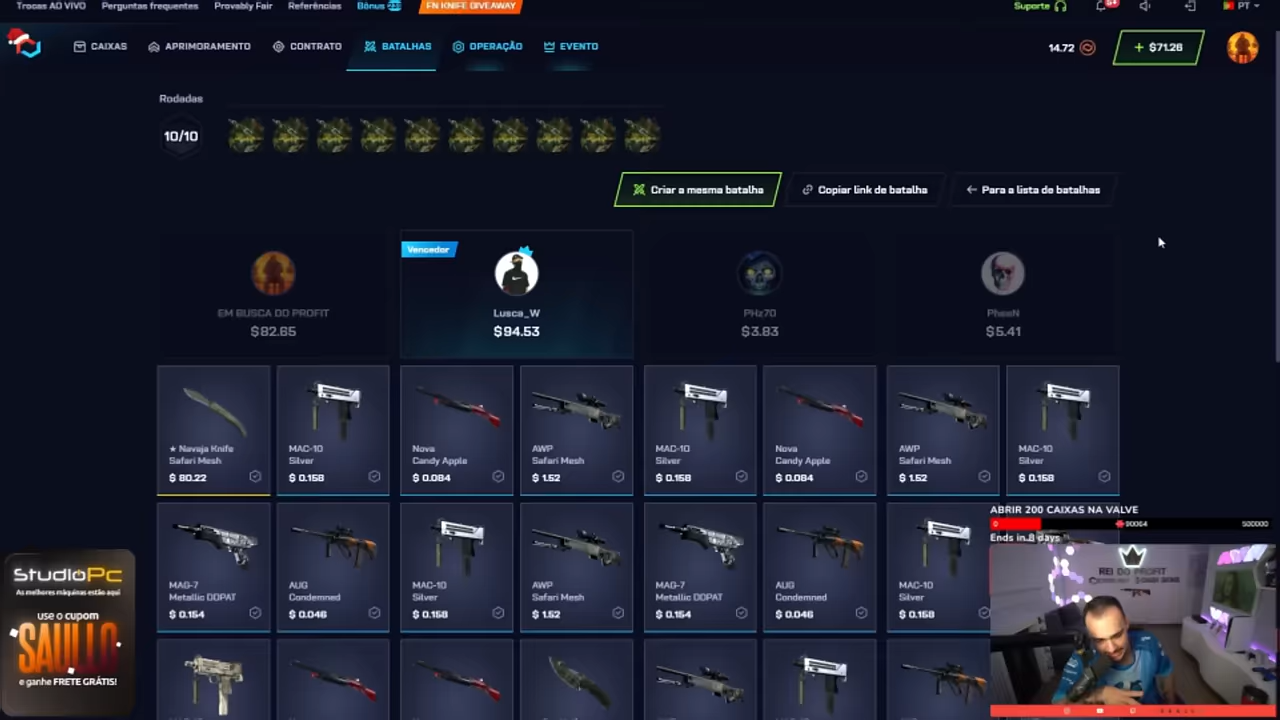 Trocas AO VIVO Perguntas frequentes Provably Fair Referências Bônus FN KNIFE GIVEAWAY Suporte PT
CAIXAS APRIMORAMENTO CONTRATO BATALHAS OPERAÇÃO EVENTO 14.72 + $71.26
Rodadas
10/10
Criar a mesma batalha Copiar link de batalha Para a lista de batalhas
Vencedor
EM BUSCA DO PROFIT Lusca_W PHz70 PheeN
$82.65 $94.53 $3.83 $5.41
★ Navaja Knife MAC-10 Nova AWP MAC-10 Nova AWP MAC-10
Safari Mesh Silver Candy Apple Safari Mesh Silver Candy Apple Safari Mesh Silver
$ 80.22 $ 0.158 $ 0.084 $ 1.52 $ 0.158 $ 0.084 $ 1.52 $ 0.158
ABRIR 200 CAIXAS NA VALVE
0 90064 500000
Ends in 8 days
MAG-7 AUG MAC-10 AWP MAG-7 AUG MAC-10
Metallic DDPAT Condemned Silver Safari Mesh Metallic DDPAT Condemned Silver
$ 0.154 $ 0.046 $ 0.158 $ 1.52 $ 0.154 $ 0.046 $ 0.158
StudioPc
As melhores máquinas estão aqui
use o cupom
SAULLO
e ganhe FRETE GRÁTIS!
REI DO PROFIT